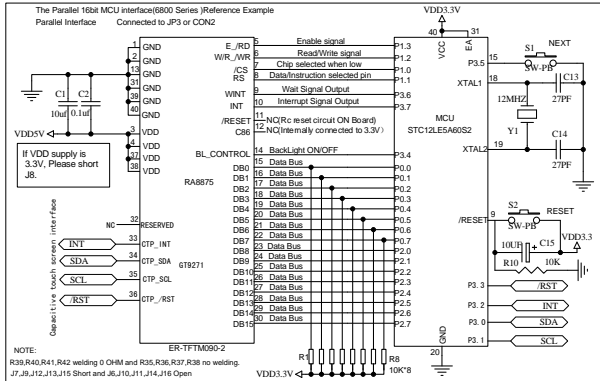 The Parallel 16bit MCU interface(6800 Series )Reference Example
Parallel Interface Connected to JP3 or CON2
VDD3.3V
1 GND
2 GND
13 GND
31 GND
39 GND
40 GND
C1
10uf
C2
0.1uf
VDD5V
3 VDD
4 VDD
37 VDD
38 VDD
If VDD supply is
3.3V, Please short
J8.
NC 32 RESERVED
INT 33 CTP_INT
SDA 34 CTP_SDA
SCL 35 CTP_SCL
/RST 36 CTP_/RST
Capacitive touch screen interface
RA8875
GT9271
ER-TFTM090-2
E_/RD 5 Enable signal P1.3
W/R_/WR 6 Read/Write signal P1.2
/CS 7 Chip selected when low P1.0
RS 8 Data/Instruction selected pin P1.1
WINT 9 Wait Signal Output P3.6
INT 10 Interrupt Signal Output P3.7
/RESET 11 NC(Rc reset circuit ON Board)
C86 12 NC(Internally connected to 3.3V)
BL_CONTROL 14 BackLight ON/OFF P3.4
DB0 15 Data Bus P0.0
DB1 16 Data Bus P0.1
DB2 17 Data Bus P0.2
DB3 18 Data Bus P0.3
DB4 19 Data Bus P0.4
DB5 20 Data Bus P0.5
DB6 21 Data Bus P0.6
DB7 22 Data Bus P0.7
DB8 23 Data Bus P2.0
DB9 24 Data Bus P2.1
DB10 25 Data Bus P2.2
DB11 26 Data Bus P2.3
DB12 27 Data Bus P2.4
DB13 28 Data Bus P2.5
DB14 29 Data Bus P2.6
DB15 30 Data Bus P2.7
R1
R8
10K*8
VDD3.3V
40 31
VCC
EA
MCU
STC12LE5A60S2
GND
20
P3.5 15
S1 NEXT
SW-PB
XTAL1 18
C13
27PF
12MHZ
Y1
XTAL2 19
C14
27PF
/RESET 9
S2 RESET
SW-PB
10UF C15
VDD3.3
R10 10K
P3. 3 /RST
P3. 2 INT
P3. 0 SDA
P3. 1 SCL
NOTE:
R39,R40,R41,R42 welding 0 OHM and R35,R36,R37,R38 no welding.
J7,J9,J12,J13,J15 Short and J6,J10,J11,J14,J16 Open